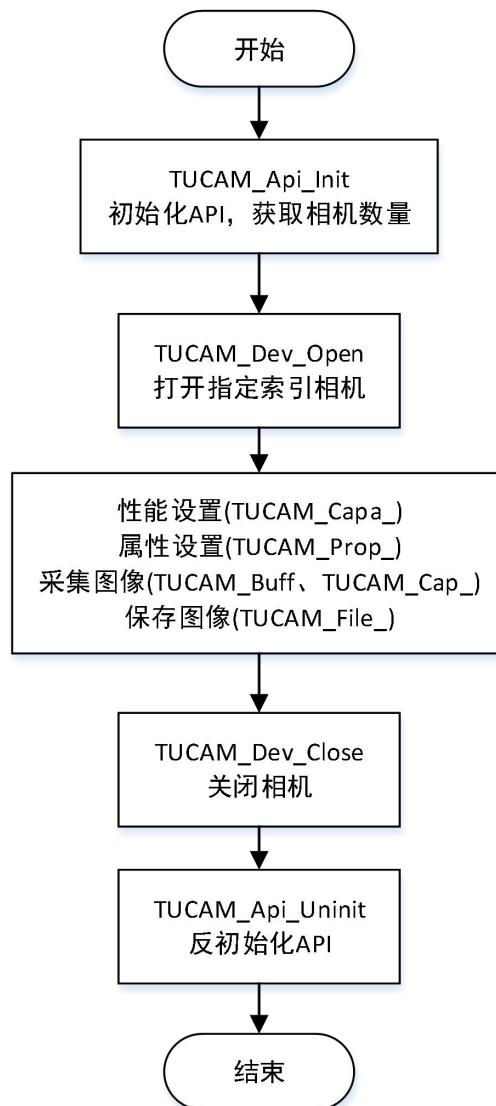 开始
TUCAM_Api_Init
初始化API，获取相机数量
TUCAM_Dev_Open
打开指定索引相机
性能设置(TUCAM_Capa_)
属性设置(TUCAM_Prop_)
采集图像(TUCAM_Buff、TUCAM_Cap_)
保存图像(TUCAM_File_)
TUCAM_Dev_Close
关闭相机
TUCAM_Api_Uninit
反初始化API
结束